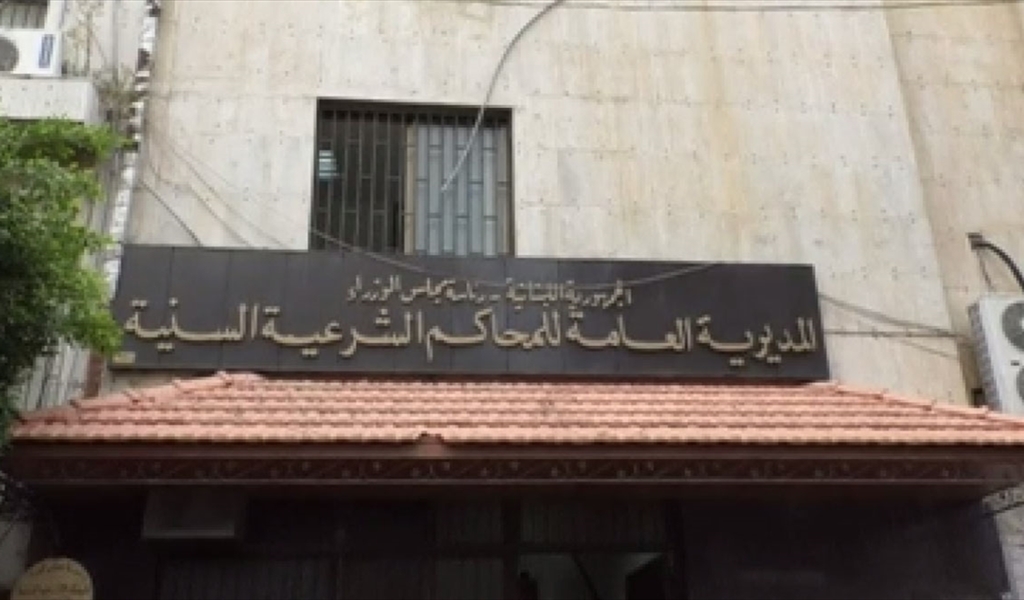 الجمهورية اللبنانية - رئاسة مجلس الوزراء
المديرية العامة للمحاكم الشرعية السنية